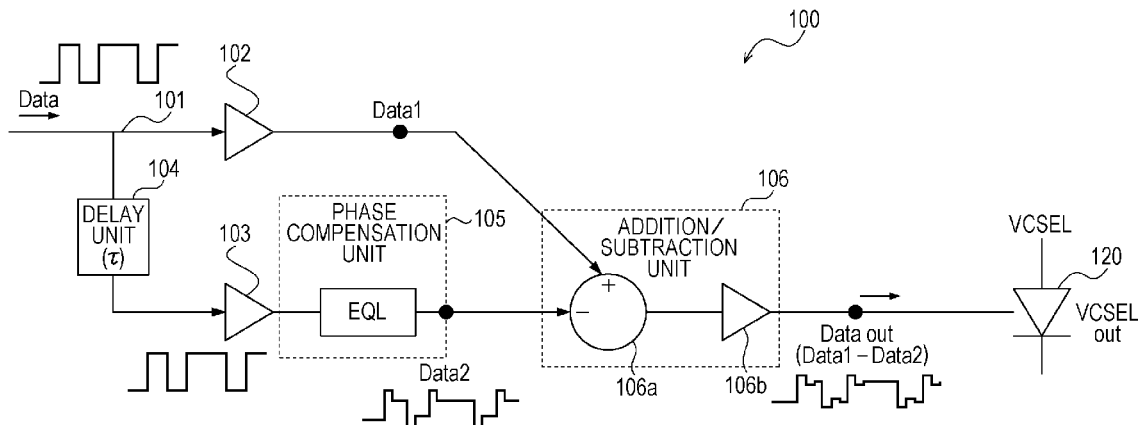 100
102
Data
101
Data1
104
DELAY
UNIT
(τ)
103
PHASE
COMPENSATION
UNIT
105
EQL
Data2
106
ADDITION/
SUBTRACTION
UNIT
+
−
106a
106b
Data out
(Data1−Data2)
VCSEL
120
VCSEL
out